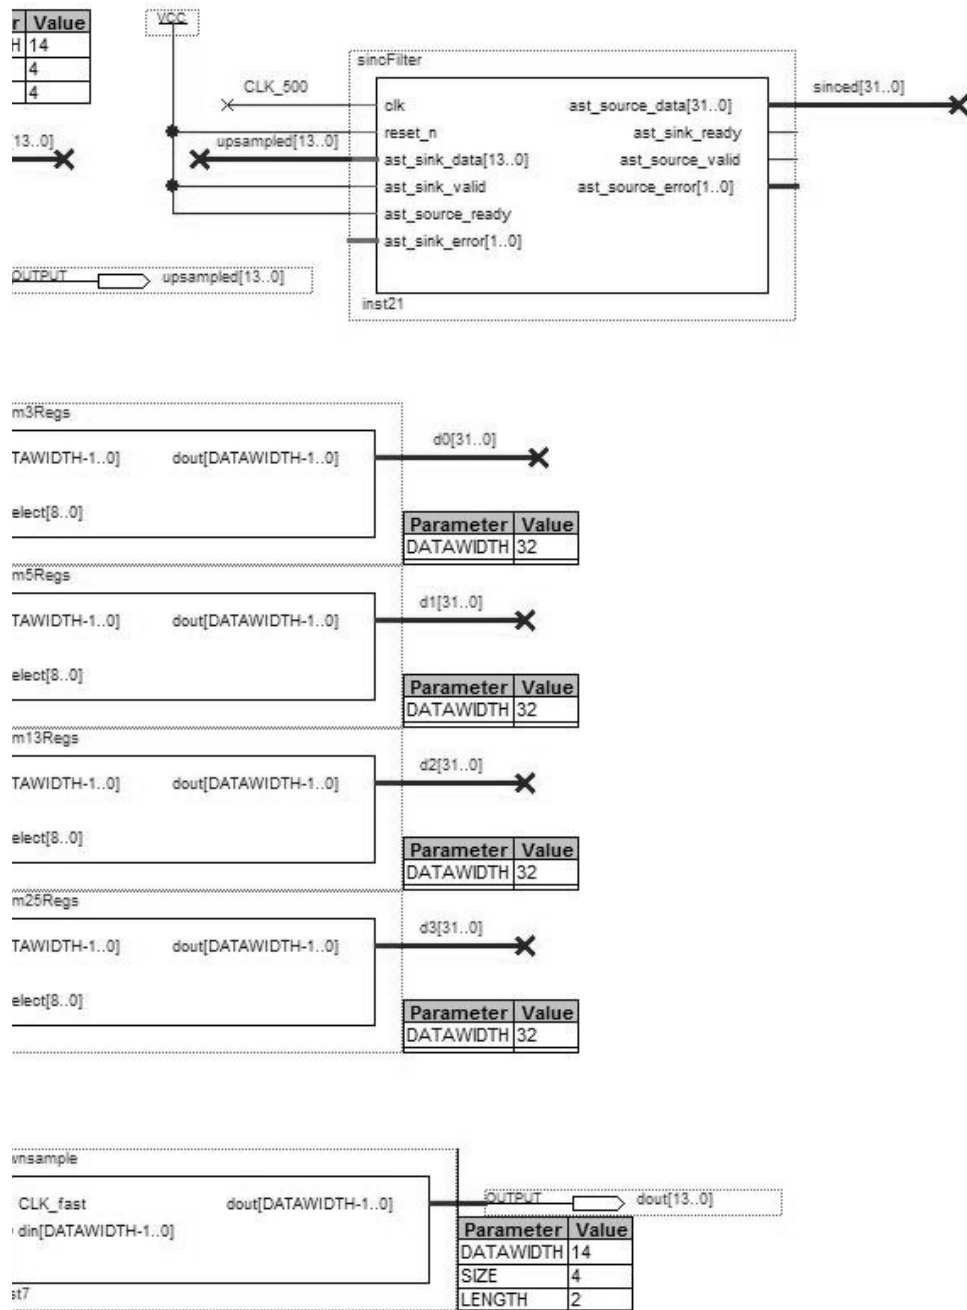 r Value
H 14
4
4
VCC
sincFilter
CLK_500
clk
ast_source_data[31..0]
sinced[31..0]
13..0]
upsampled[13..0]
reset_n
ast_sink_ready
ast_sink_data[13..0]
ast_source_valid
ast_sink_valid
ast_source_error[1..0]
ast_source_ready
ast_sink_error[1..0]
OUTPUT
upsampled[13..0]
inst21
m3Regs
TAWIDTH-1..0]
dout[DATAWIDTH-1..0]
d0[31..0]
elect[8..0]
Parameter Value
DATAWIDTH 32
m5Regs
TAWIDTH-1..0]
dout[DATAWIDTH-1..0]
d1[31..0]
elect[8..0]
Parameter Value
DATAWIDTH 32
m13Regs
TAWIDTH-1..0]
dout[DATAWIDTH-1..0]
d2[31..0]
elect[8..0]
Parameter Value
DATAWIDTH 32
m25Regs
TAWIDTH-1..0]
dout[DATAWIDTH-1..0]
d3[31..0]
elect[8..0]
Parameter Value
DATAWIDTH 32
wnsample
CLK_fast
dout[DATAWIDTH-1..0]
OUTPUT
dout[13..0]
din[DATAWIDTH-1..0]
Parameter Value
DATAWIDTH 14
SIZE 4
LENGTH 2
st7